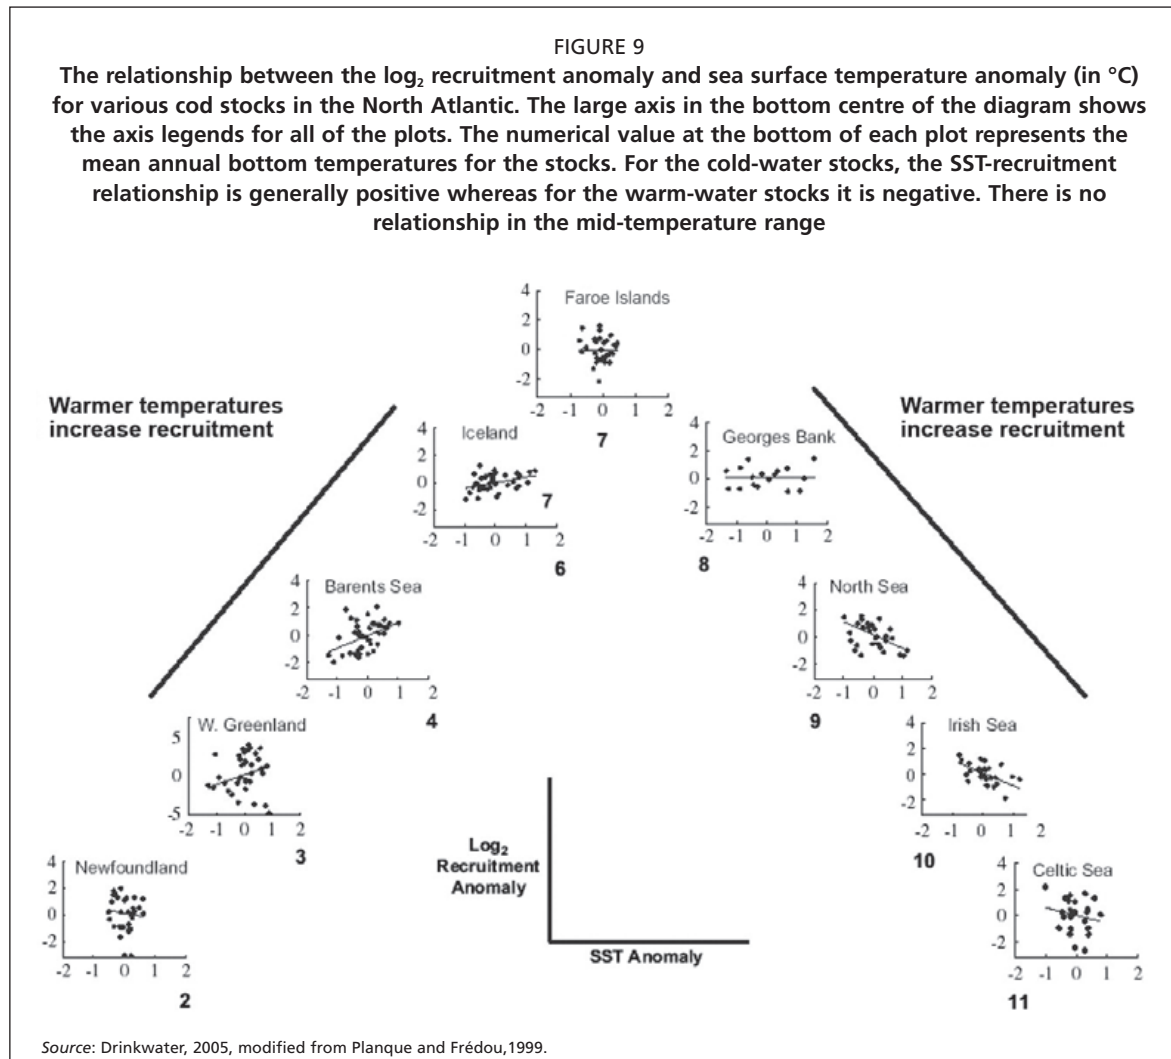 FIGURE 9
The relationship between the log₂ recruitment anomaly and sea surface temperature anomaly (in °C)
for various cod stocks in the North Atlantic. The large axis in the bottom centre of the diagram shows
the axis legends for all of the plots. The numerical value at the bottom of each plot represents the
mean annual bottom temperatures for the stocks. For the cold-water stocks, the SST-recruitment
relationship is generally positive whereas for the warm-water stocks it is negative. There is no
relationship in the mid-temperature range
Faroe Islands
4
2
0
-2
-2 -1 0 1 2
7
Warmer temperatures
increase recruitment
Warmer temperatures
increase recruitment
Iceland
4
2
0
-2
7
-2 -1 0 1 2
6
Georges Bank
4
2
0
-2
-2 -1 0 1 2
8
Barents Sea
4
2
0
-2
-2 -1 0 1 2
4
North Sea
4
2
0
-2
-2 -1 0 1 2
9
W. Greenland
5
0
-5
-2 -1 0 1 2
3
Irish Sea
4
2
0
-2
-2 -1 0 1 2
10
Newfoundland
4
2
0
-2
-2 -1 0 1 2
2
Log₂
Recruitment
Anomaly
SST Anomaly
Celtic Sea
4
2
0
-2
-2 -1 0 1 2
11
Source: Drinkwater, 2005, modified from Planque and Frédou,1999.